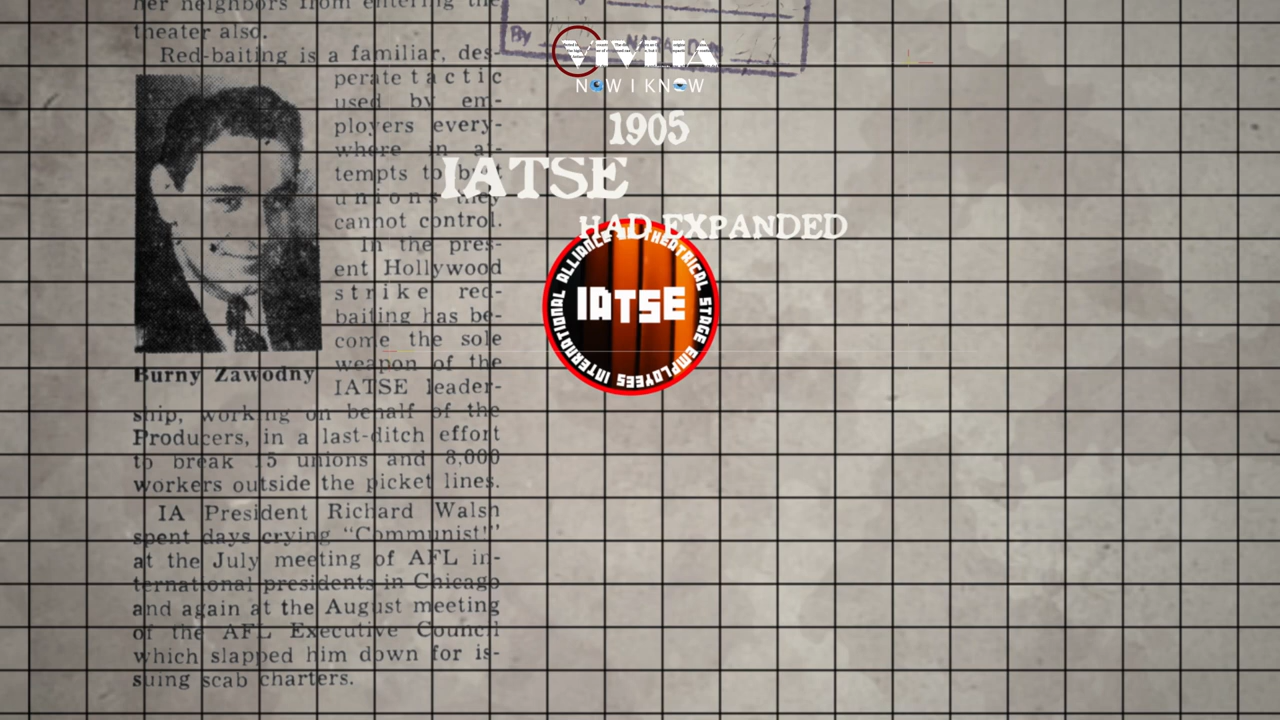 her neighbors from entering the
theater also.
Red-baiting is a familiar, des-
perate tactic
used by em-
ployers every-
where in at-
tempts to bust
unions they
cannot control.
In the pres-
ent Hollywood
strike red-
baiting has be-
come the sole
weapon of the
IATSE leader-
ship, working on behalf of the
Producers, in a last-ditch effort
to break 15 unions and 8,000
workers outside the picket lines.
IA President Richard Walsh
spent days crying "Communist!"
at the July meeting of AFL in-
ternational presidents in Chicago
and again at the August meeting
of the AFL Executive Council
which slapped him down for is-
suing scab charters.
Burny Zawodny
By
NARA
NOW I KNOW
1905
IATSE
HAD EXPANDED
INTERNATIONAL ALLIANCE THEATRICAL STAGE EMPLOYEES
IATSE